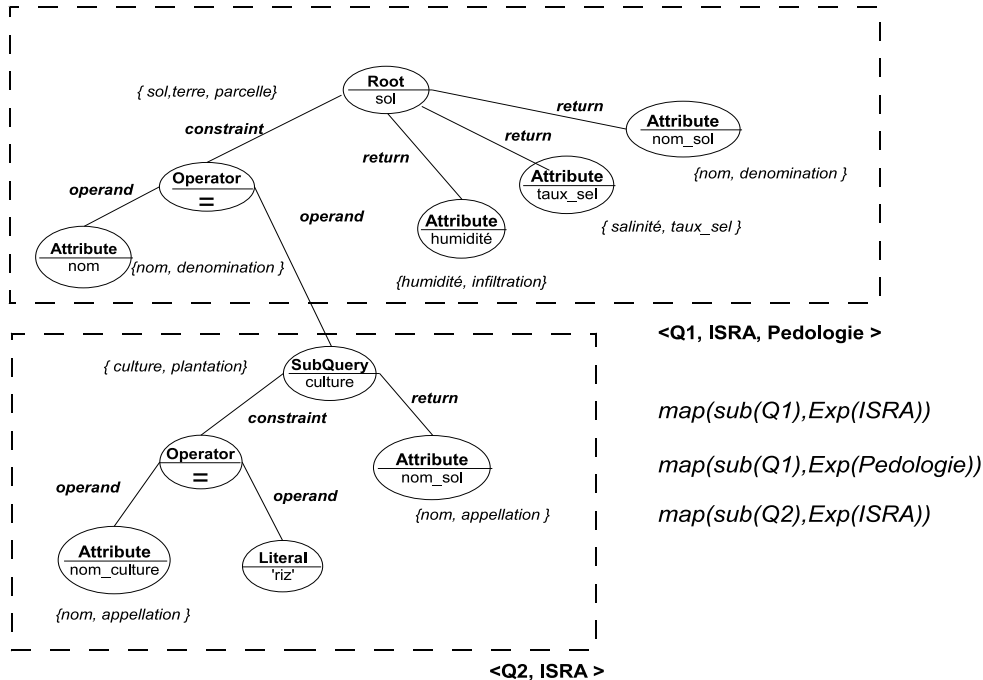 Root
sol
{ sol,terre, parcelle}
constraint
return
return
return
Attribute
nom_sol
{nom, denomination }
Attribute
taux_sel
{ salinité, taux_sel }
Attribute
humidité
{humidité, infiltration}
Operator
=
operand
operand
Attribute
nom
{nom, denomination }
<Q1, ISRA, Pedologie >
{ culture, plantation}
SubQuery
culture
constraint
return
Operator
=
operand
operand
Attribute
nom_sol
{nom, appellation }
Attribute
nom_culture
{nom, appellation }
Literal
'riz'
<Q2, ISRA >
map(sub(Q1),Exp(ISRA))
map(sub(Q1),Exp(Pedologie))
map(sub(Q2),Exp(ISRA))